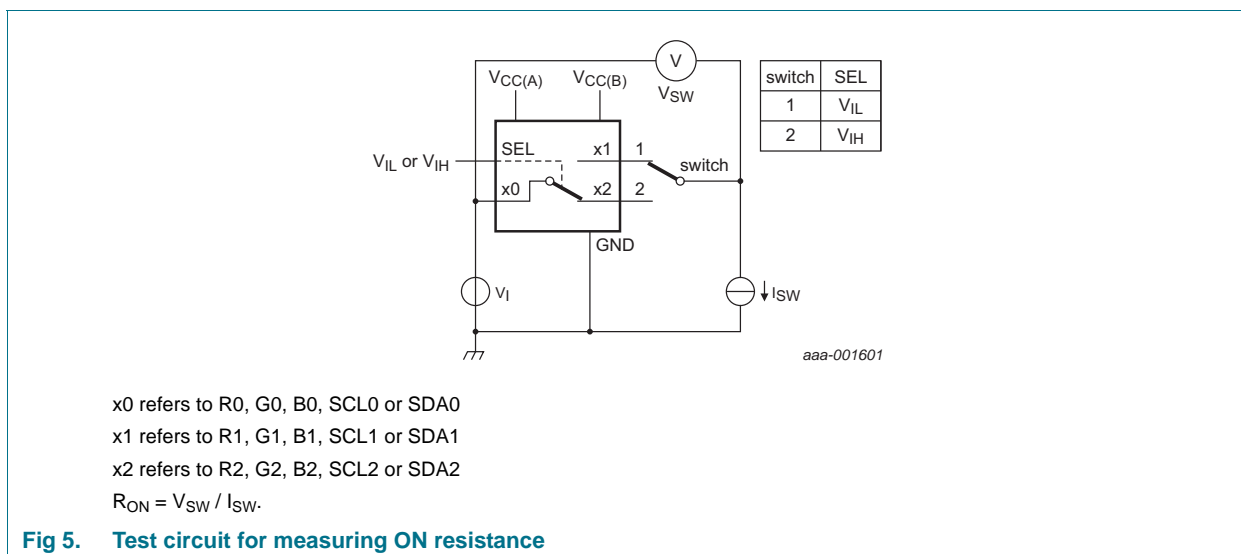 V
VCC(A) VCC(B)
VSW
switch SEL
1 VIL
2 VIH
VIL or VIH
SEL x1 1 switch
x0 x2 2
GND
VI
ISW
aaa-001601
x0 refers to R0, G0, B0, SCL0 or SDA0
x1 refers to R1, G1, B1, SCL1 or SDA1
x2 refers to R2, G2, B2, SCL2 or SDA2
RON = VSW / ISW.
Fig 5. Test circuit for measuring ON resistance